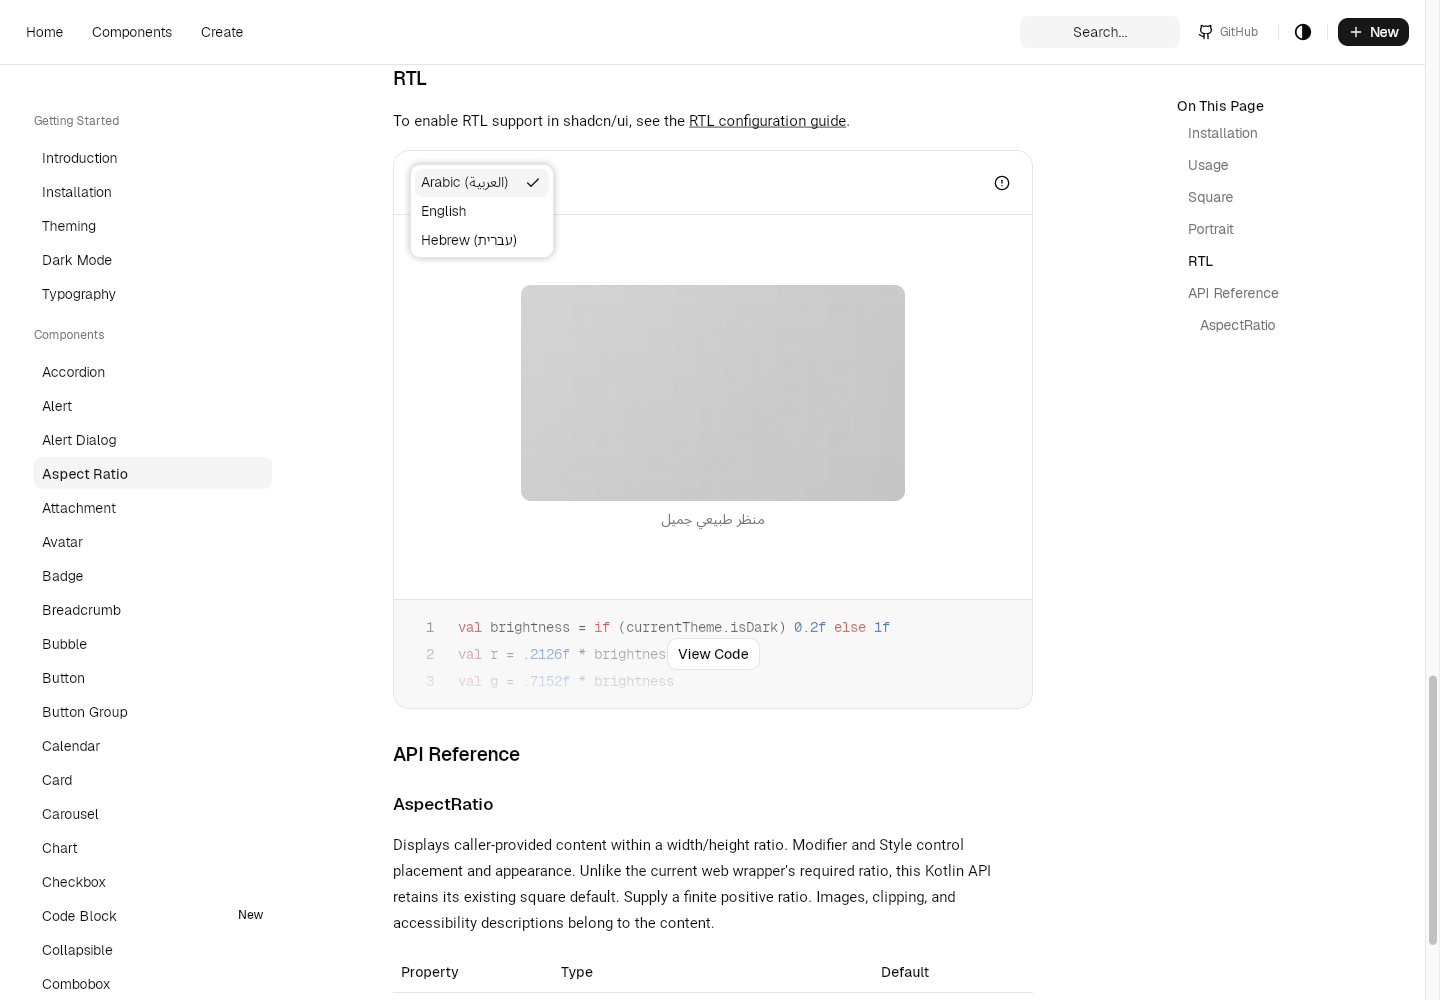 Home
Components
Create
Search...
GitHub
New
Getting Started
Introduction
Installation
Theming
Dark Mode
Typography
Components
Accordion
Alert
Alert Dialog
Aspect Ratio
Attachment
Avatar
Badge
Breadcrumb
Bubble
Button
Button Group
Calendar
Card
Carousel
Chart
Checkbox
Code Block New
Collapsible
Combobox
RTL
To enable RTL support in shadcn/ui, see the RTL configuration guide.
Arabic (العربية)
English
Hebrew (עברית)
منظر طبيعي جميل
1 val brightness = if (currentTheme.isDark) 0.2f else 1f
2 val r = .2126f * brightnes
View Code
3 val g = .7152f * brightness
API Reference
AspectRatio
Displays caller-provided content within a width/height ratio. Modifier and Style control
placement and appearance. Unlike the current web wrapper's required ratio, this Kotlin API
retains its existing square default. Supply a finite positive ratio. Images, clipping, and
accessibility descriptions belong to the content.
Property Type Default
On This Page
Installation
Usage
Square
Portrait
RTL
API Reference
AspectRatio